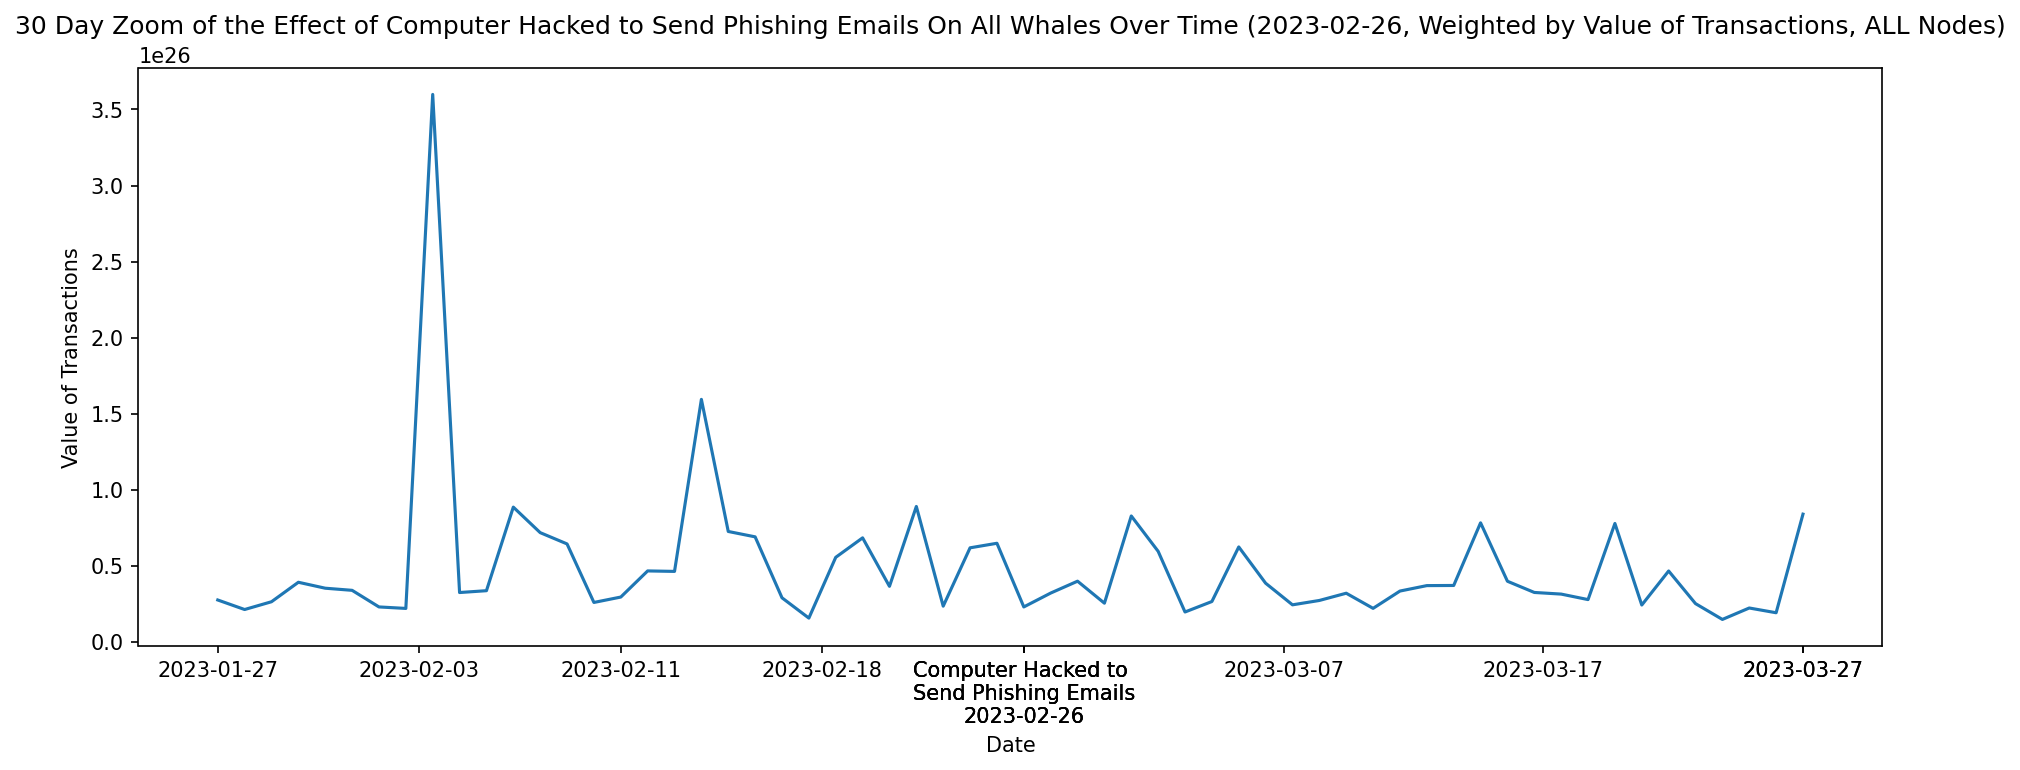 30 Day Zoom of the Effect of Computer Hacked to Send Phishing Emails On All Whales Over Time (2023-02-26, Weighted by Value of Transactions, ALL Nodes)
1e26
3.5
3.0
2.5
2.0
1.5
1.0
0.5
0.0
Value of Transactions
2023-01-27
2023-02-03
2023-02-11
2023-02-18
Computer Hacked to
Send Phishing Emails
2023-02-26
2023-03-07
2023-03-17
2023-03-27
Date